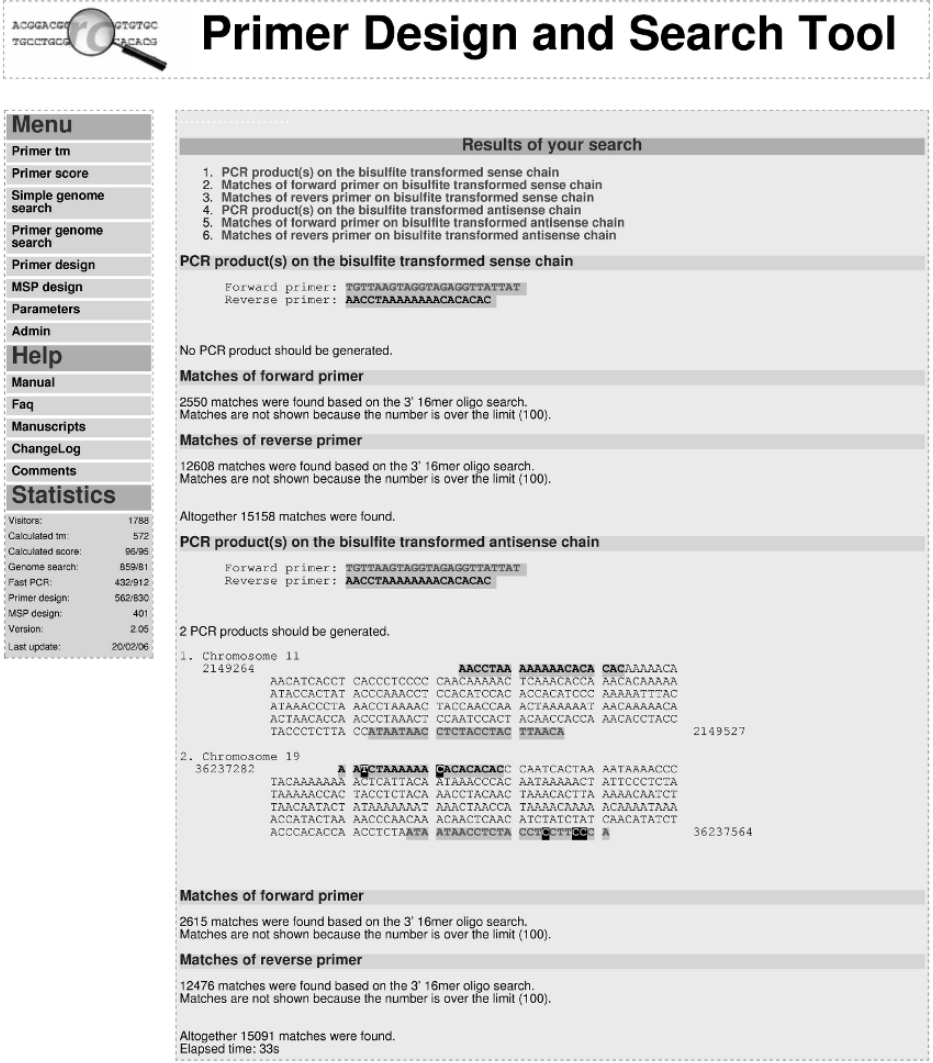 ACGGACGC GTGTGC
TGCCTGCG CACACG
Primer Design and Search Tool
Menu
Primer tm
Primer score
Simple genome
search
Primer genome
search
Primer design
MSP design
Parameters
Admin
Help
Manual
Faq
Manuscripts
ChangeLog
Comments
Statistics
Visitors: 1788
Calculated tm: 572
Calculated score: 96/95
Genome search: 859/81
Fast PCR: 432/912
Primer design: 562/830
MSP design: 401
Version: 2.05
Last update: 20/02/06
Results of your search
1. PCR product(s) on the bisulfite transformed sense chain
2. Matches of forward primer on bisulfite transformed sense chain
3. Matches of revers primer on bisulfite transformed sense chain
4. PCR product(s) on the bisulfite transformed antisense chain
5. Matches of forward primer on bisulfite transformed antisense chain
6. Matches of revers primer on bisulfite transformed antisense chain
PCR product(s) on the bisulfite transformed sense chain
Forward primer: TGTTAAGTAGGTAGAGGTTATTAT
Reverse primer: AACCTAAAAAAAACACACAC
No PCR product should be generated.
Matches of forward primer
2550 matches were found based on the 3' 16mer oligo search.
Matches are not shown because the number is over the limit (100).
Matches of reverse primer
12608 matches were found based on the 3' 16mer oligo search.
Matches are not shown because the number is over the limit (100).
Altogether 15158 matches were found.
PCR product(s) on the bisulfite transformed antisense chain
Forward primer: TGTTAAGTAGGTAGAGGTTATTAT
Reverse primer: AACCTAAAAAAAACACACAC
2 PCR products should be generated.
1. Chromosome 11
2149264 AACCTAA AAAAAACACA CACAAAAACA
AACATCACCT CACCCTCCCC CAACAAAAAC TCAAACACCA AACACAAAAA
ATACCACTAT ACCCAAACCT CCACATCCAC ACCACATCCC AAAAATTTAC
ATAAACCCTA AACCTAAAAC TACCAACCAA ACTAAAAAAT AACAAAAACA
ACTAACACCA AACCCTAAACT CCAATCCACT ACAACCACCA AACACCTACC
TACCCTCTTA CCATAATAAC CTCTACCTAC TTAACA 2149527
2. Chromosome 19
36237282 A AATCTAAAAAA CACACACACC CAATCACTAA AATAAAACCC
TACAAAAAAA ACTCATTACA ATAAACCCAC AAAAAAAACT ATTCCCTCTA
TAAAAACCAC TACCTCTACA AACCTACAAC TAAACACTTA AAAACAATCT
TAACAATACT ATAAAAAAAT AAACTAACCA TAAAACAAAA ACAAAATAAA
ACCATACTAA AAACCCAACAA ACAACTCAAC ATCTATCTAT CAACATATCT
ACCCACACCA AACCTCTAATAA ATAACCTCTA CCTCCTTCCC A 36237564
Matches of forward primer
2615 matches were found based on the 3' 16mer oligo search.
Matches are not shown because the number is over the limit (100).
Matches of reverse primer
12476 matches were found based on the 3' 16mer oligo search.
Matches are not shown because the number is over the limit (100).
Altogether 15091 matches were found.
Elapsed time: 33s